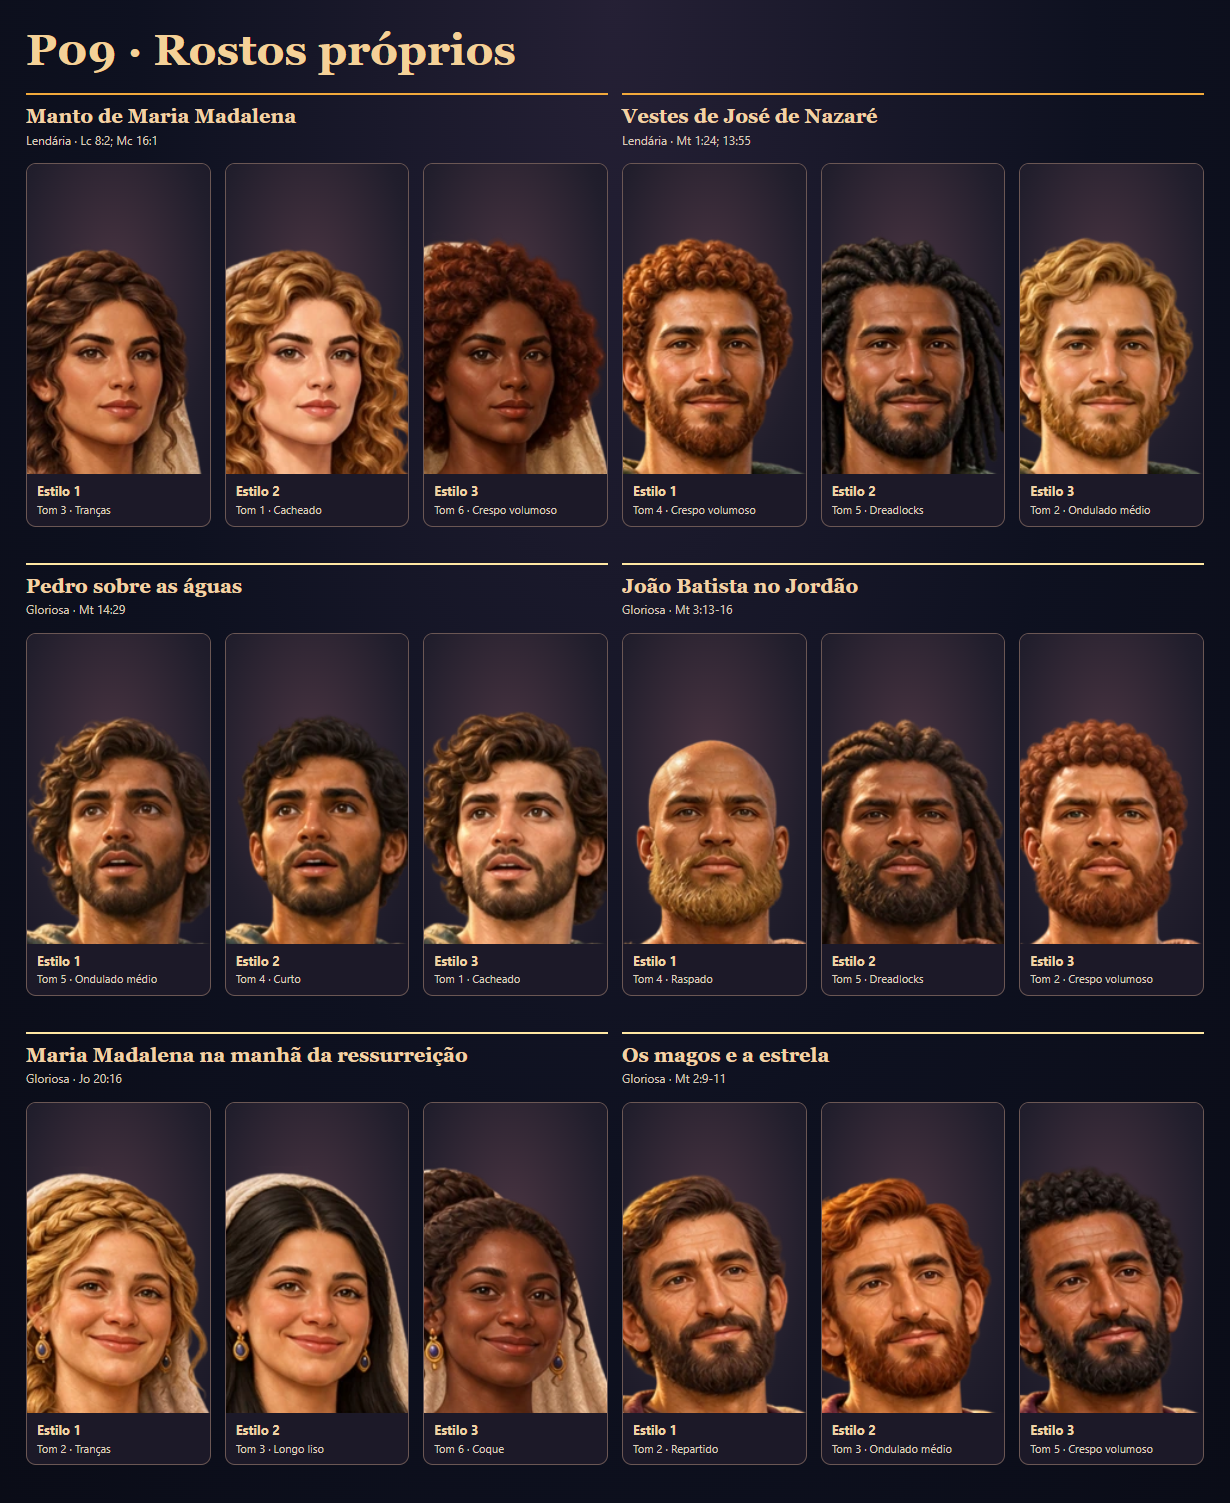 P09 · Rostos próprios
Manto de Maria Madalena
Lendária · Lc 8:2; Mc 16:1
Estilo 1
Tom 3 · Tranças
Estilo 2
Tom 1 · Cacheado
Estilo 3
Tom 6 · Crespo volumoso
Vestes de José de Nazaré
Lendária · Mt 1:24; 13:55
Estilo 1
Tom 4 · Crespo volumoso
Estilo 2
Tom 5 · Dreadlocks
Estilo 3
Tom 2 · Ondulado médio
Pedro sobre as águas
Gloriosa · Mt 14:29
Estilo 1
Tom 5 · Ondulado médio
Estilo 2
Tom 4 · Curto
Estilo 3
Tom 1 · Cacheado
João Batista no Jordão
Gloriosa · Mt 3:13-16
Estilo 1
Tom 4 · Raspado
Estilo 2
Tom 5 · Dreadlocks
Estilo 3
Tom 2 · Crespo volumoso
Maria Madalena na manhã da ressurreição
Gloriosa · Jo 20:16
Estilo 1
Tom 2 · Tranças
Estilo 2
Tom 3 · Longo liso
Estilo 3
Tom 6 · Coque
Os magos e a estrela
Gloriosa · Mt 2:9-11
Estilo 1
Tom 2 · Repartido
Estilo 2
Tom 3 · Ondulado médio
Estilo 3
Tom 5 · Crespo volumoso